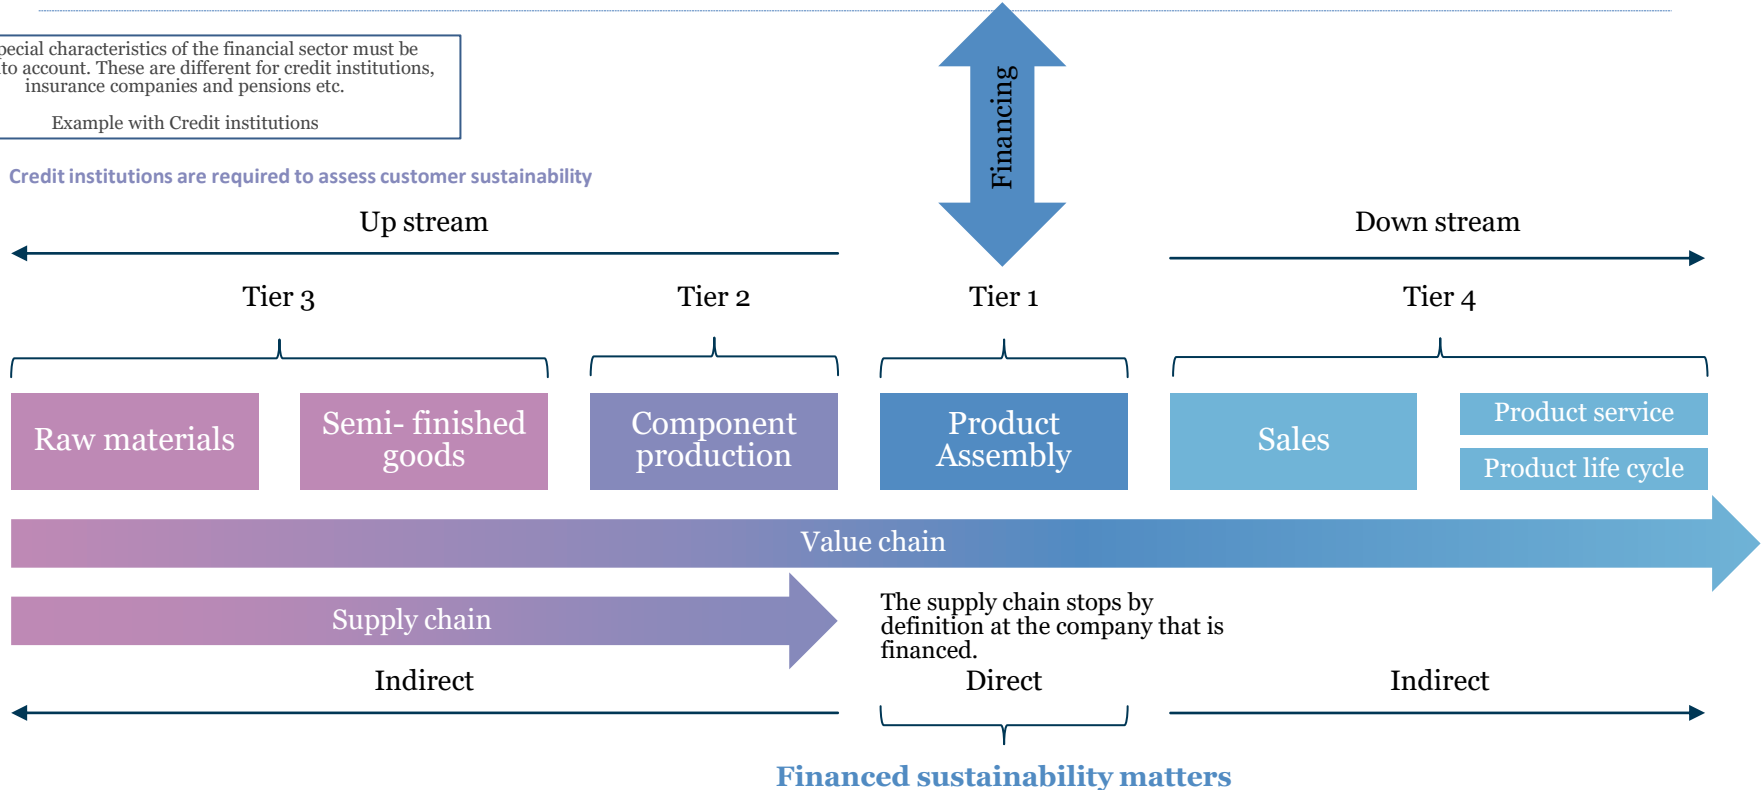 pecial characteristics of the financial sector must be
to account. These are different for credit institutions,
insurance companies and pensions etc.
Example with Credit institutions
Financing
Credit institutions are required to assess customer sustainability
Up stream
Down stream
Tier 3
Tier 2
Tier 1
Tier 4
Raw materials
Semi- finished
goods
Component
production
Product
Assembly
Sales
Product service
Product life cycle
Value chain
Supply chain
The supply chain stops by
definition at the company that is
financed.
Indirect
Direct
Indirect
Financed sustainability matters